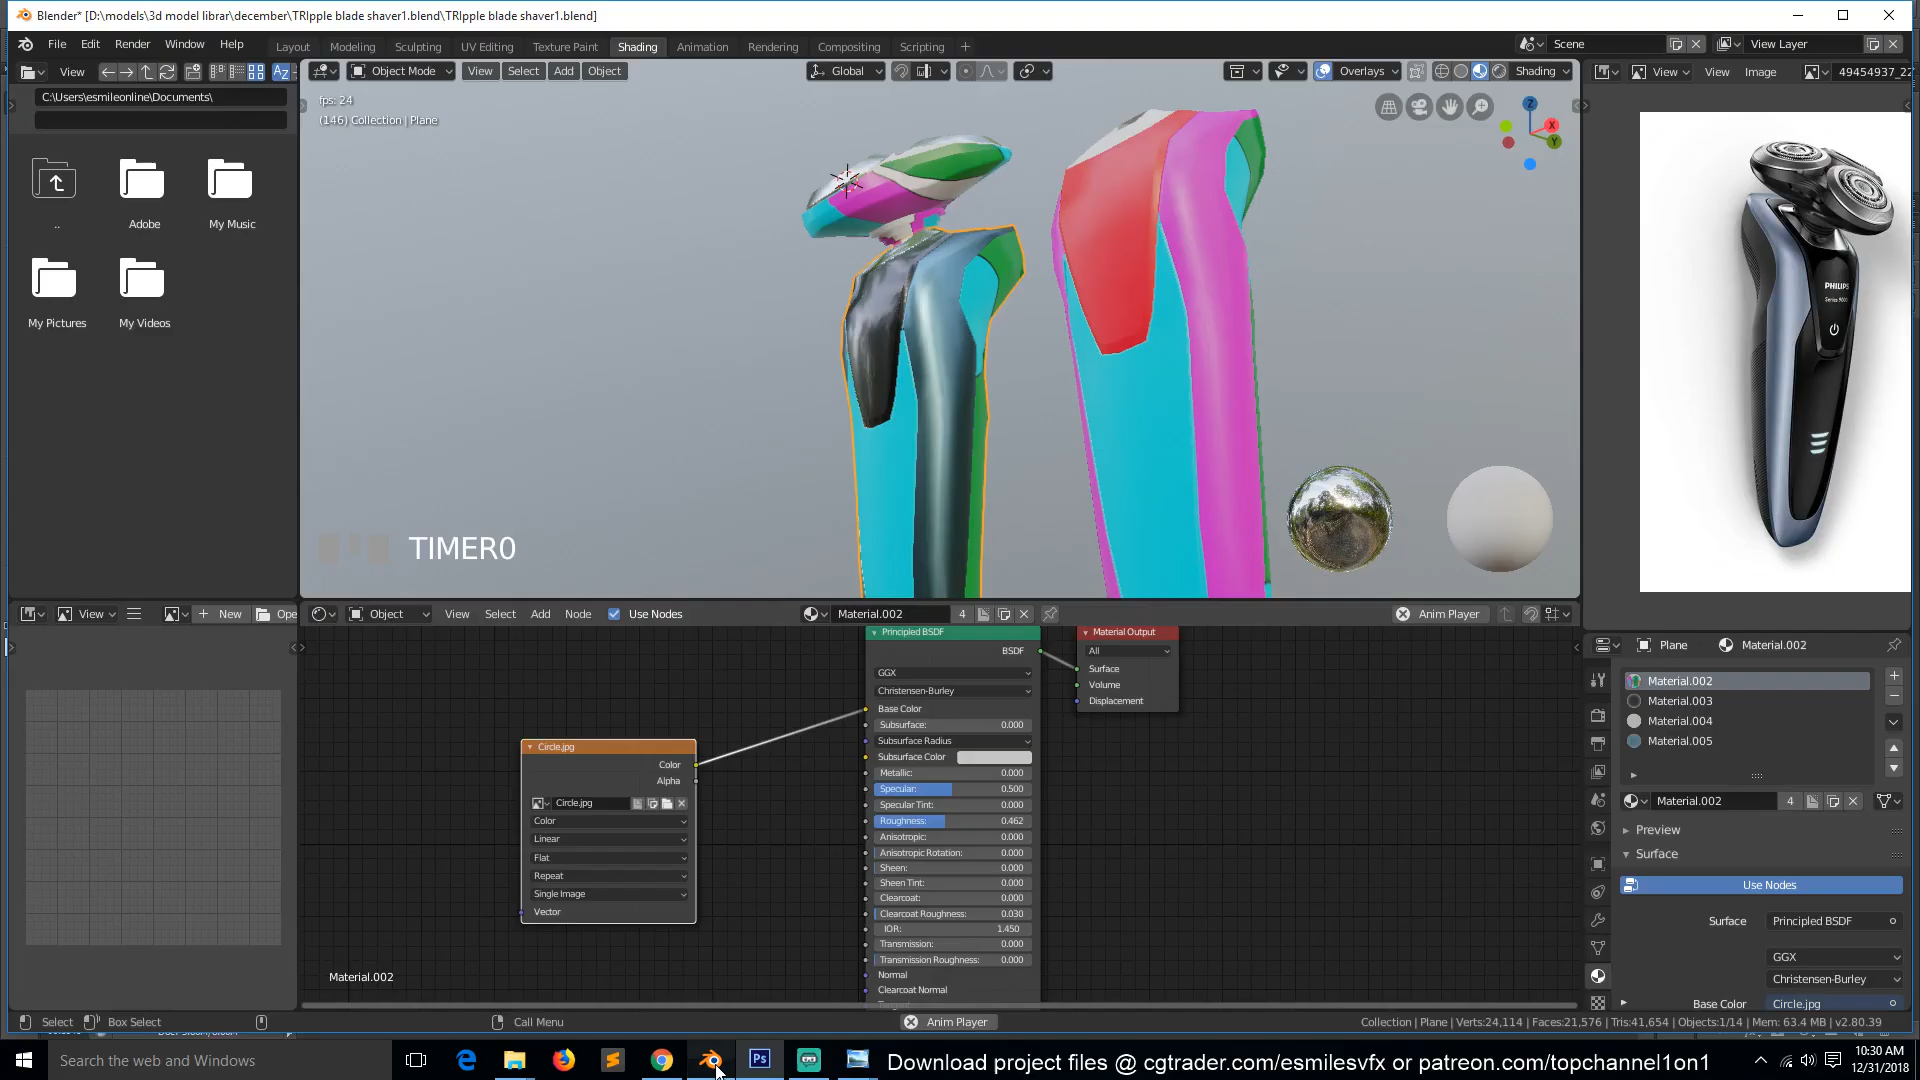 Blender* [D:\models\3d model librar\december\TRIpple blade shaver1.blend\TRIpple blade shaver1.blend]
File Edit Render Window Help Layout Modeling Sculpting UV Editing Texture Paint Shading Animation Rendering Compositing Scripting + Scene View Layer
View Object Mode View Select Add Object Global Overlays Shading View View Image 49454937_22
C:\Users\esmileonline\Documents\
fps: 24
(146) Collection | Plane
.. Adobe My Music
My Pictures My Videos
Z X Y
PHILIPS
Series 9000
TIMER0
View New Ope Object View Select Add Node Use Nodes Material.002 4 Anim Player
Principled BSDF
BSDF
GGX
Christensen-Burley
Base Color
Subsurface: 0.000
Subsurface Radius
Subsurface Color
Metallic: 0.000
Specular: 0.500
Specular Tint: 0.000
Roughness: 0.462
Anisotropic: 0.000
Anisotropic Rotation: 0.000
Sheen: 0.000
Sheen Tint: 0.000
Clearcoat: 0.000
Clearcoat Roughness: 0.030
IOR: 1.450
Transmission: 0.000
Transmission Roughness: 0.000
Normal
Clearcoat Normal
Material Output
All
Surface
Volume
Displacement
Circle.jpg
Color
Alpha
Circle.jpg
Color
Linear
Flat
Repeat
Single Image
Vector
Material.002
Plane Material.002
Material.002
Material.003
Material.004
Material.005
Material.002 4
Preview
Surface
Use Nodes
Surface Principled BSDF
GGX
Christensen-Burley
Base Color Circle.jpg
Select Box Select Call Menu Anim Player Collection | Plane | Verts:24,114 | Faces:21,576 | Tris:41,654 | Objects:1/14 | Mem: 63.4 MB | v2.80.39
Search the web and Windows Ps Download project files @ cgtrader.com/esmilesvfx or patreon.com/topchannel1on1 10:30 AM
12/31/2018